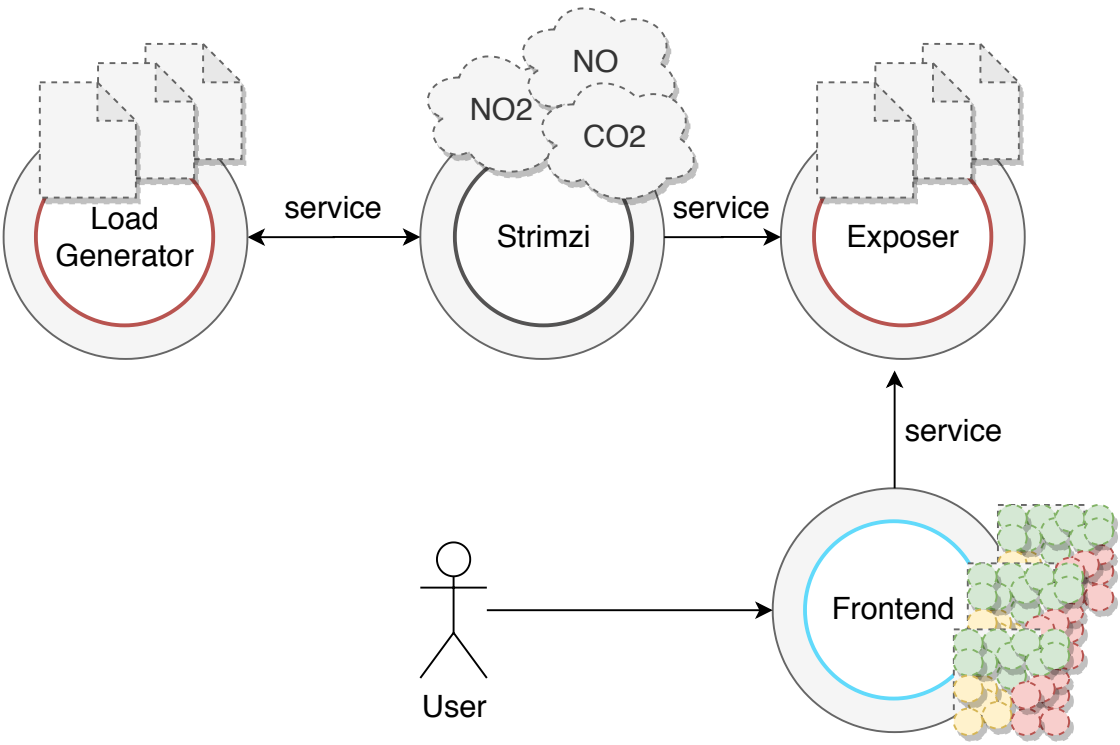 NO
NO2
CO2
Load
Generator
service
Strimzi
service
Exposer
service
Frontend
User